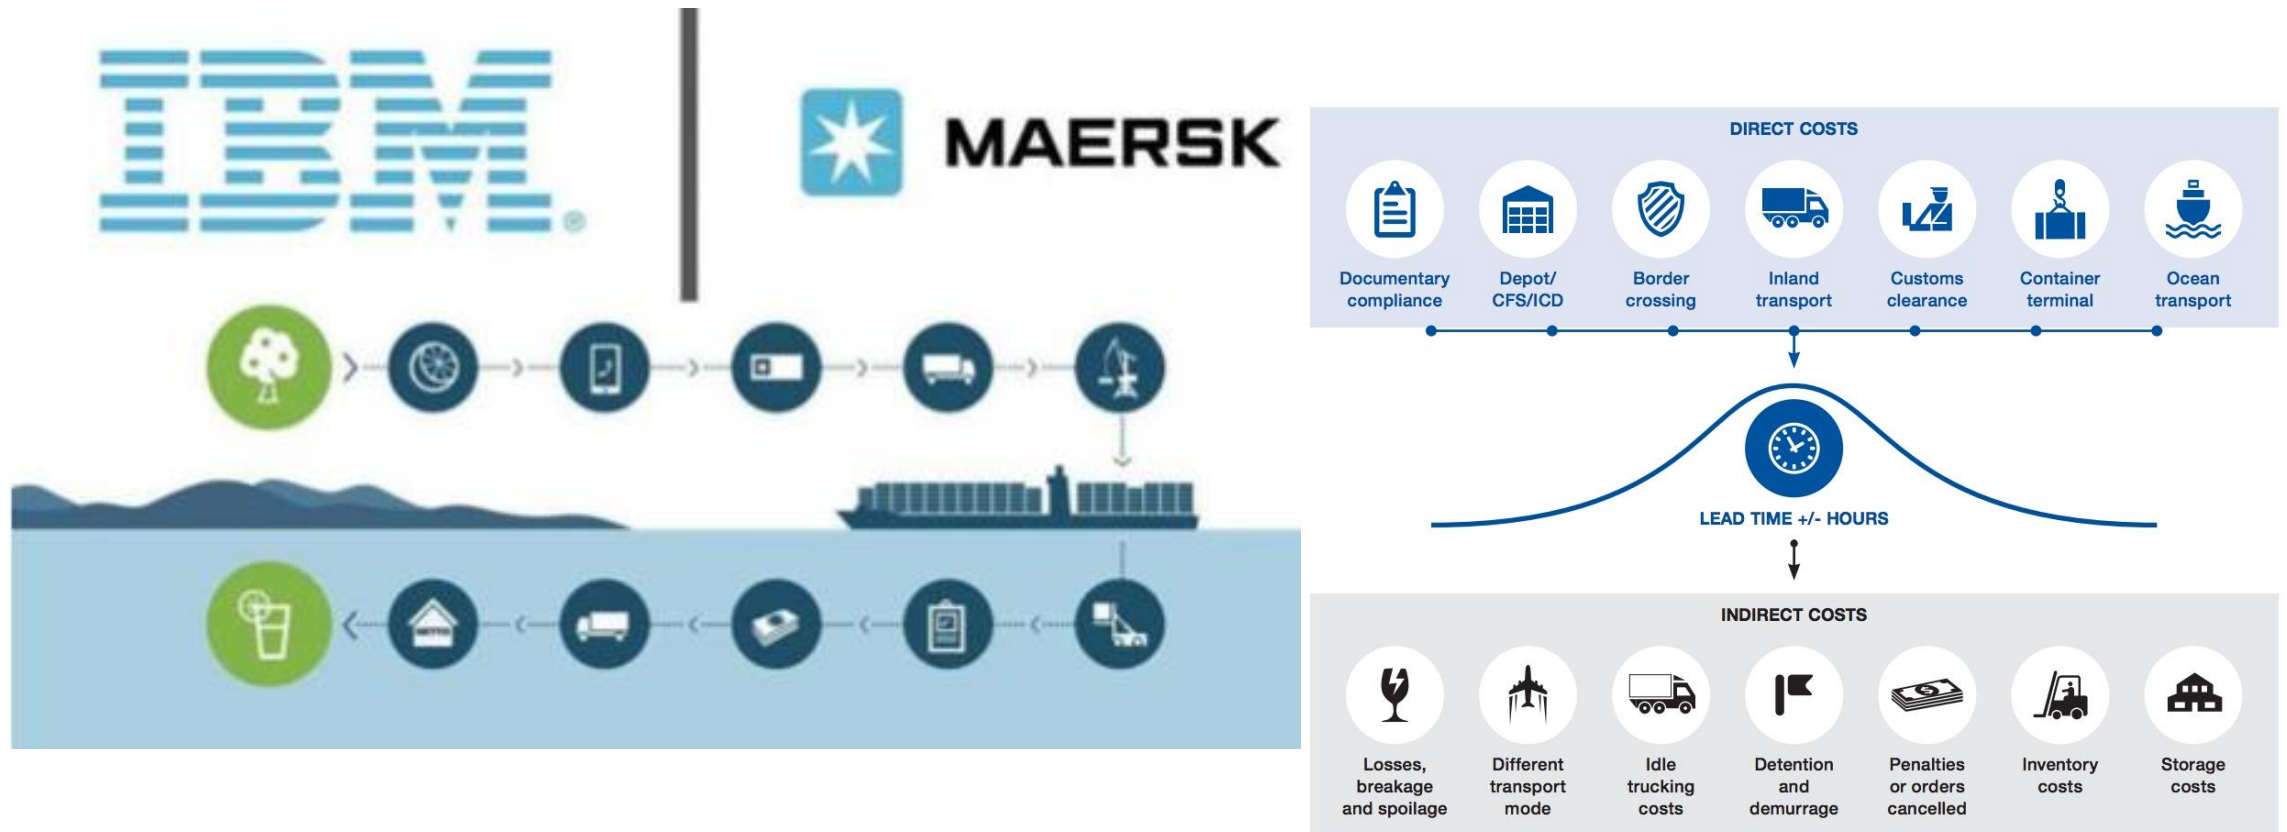 IBM®
MAERSK
DIRECT COSTS
Documentary
compliance
Depot/
CFS/ICD
Border
crossing
Inland
transport
Customs
clearance
Container
terminal
Ocean
transport
LEAD TIME +/- HOURS
INDIRECT COSTS
Losses,
breakage
and spoilage
Different
transport
mode
Idle
trucking
costs
Detention
and
demurrage
Penalties
or orders
cancelled
Inventory
costs
Storage
costs